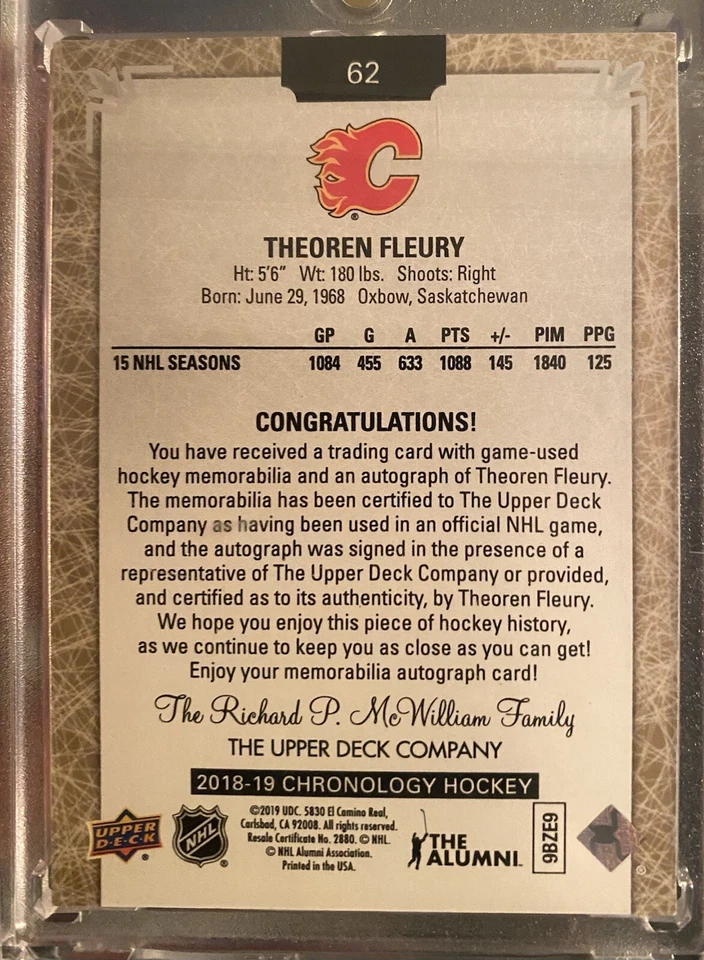 62
C
®
THEOREN FLEURY
Ht: 5'6" Wt: 180 lbs. Shoots: Right
Born: June 29, 1968 Oxbow, Saskatchewan
GP G A PTS +/- PIM PPG
15 NHL SEASONS 1084 455 633 1088 145 1840 125
CONGRATULATIONS!
You have received a trading card with game-used
hockey memorabilia and an autograph of Theoren Fleury.
The memorabilia has been certified to The Upper Deck
Company as having been used in an official NHL game,
and the autograph was signed in the presence of a
representative of The Upper Deck Company or provided,
and certified as to its authenticity, by Theoren Fleury.
We hope you enjoy this piece of hockey history,
as we continue to keep you as close as you can get!
Enjoy your memorabilia autograph card!
The Richard P. McWilliam Family
THE UPPER DECK COMPANY
2018-19 CHRONOLOGY HOCKEY
UPPER
D·E·C·K
®
NHL
®
©2019 UDC. 5830 El Camino Real,
Carlsbad, CA 92008. All rights reserved.
Resale Certificate No. 2880. © NHL.
© NHL Alumni Association.
Printed in the USA.
THE
ALUMNI™
9BZE9
®